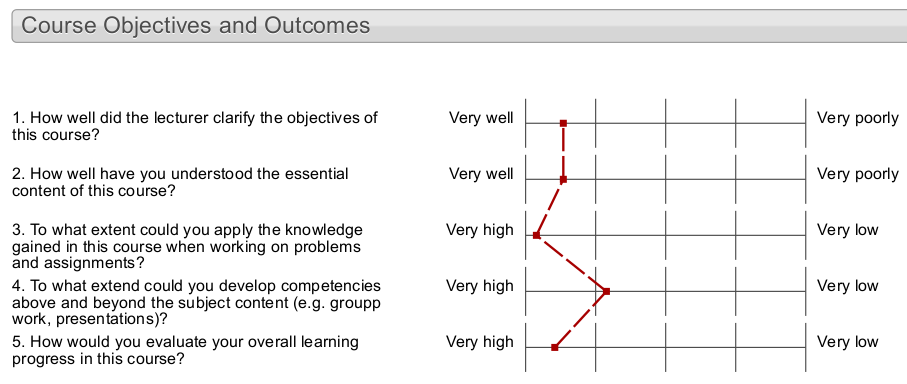 Course Objectives and Outcomes
1. How well did the lecturer clarify the objectives of
this course?
Very well
Very poorly
2. How well have you understood the essential
content of this course?
Very well
Very poorly
3. To what extent could you apply the knowledge
gained in this course when working on problems
and assignments?
Very high
Very low
4. To what extend could you develop competencies
above and beyond the subject content (e.g. groupp
work, presentations)?
Very high
Very low
5. How would you evaluate your overall learning
progress in this course?
Very high
Very low